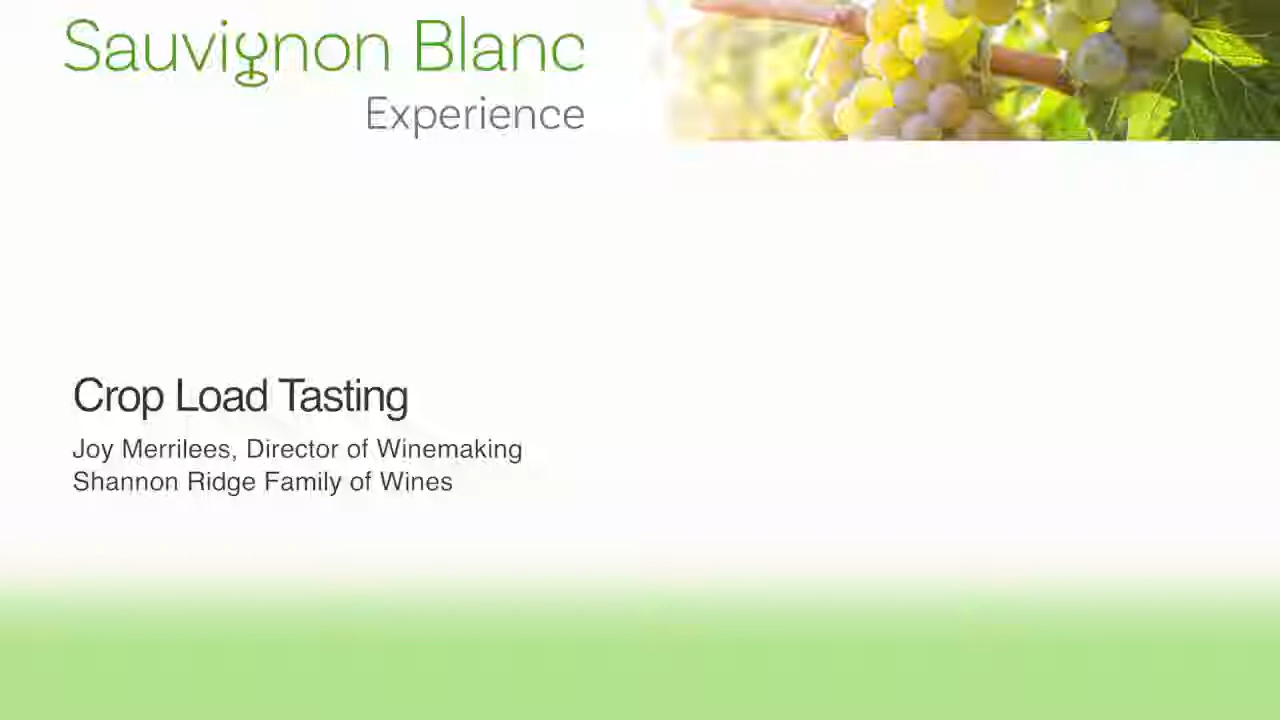 Sauvignon Blanc
Experience
Crop Load Tasting
Joy Merrilees, Director of Winemaking
Shannon Ridge Family of Wines